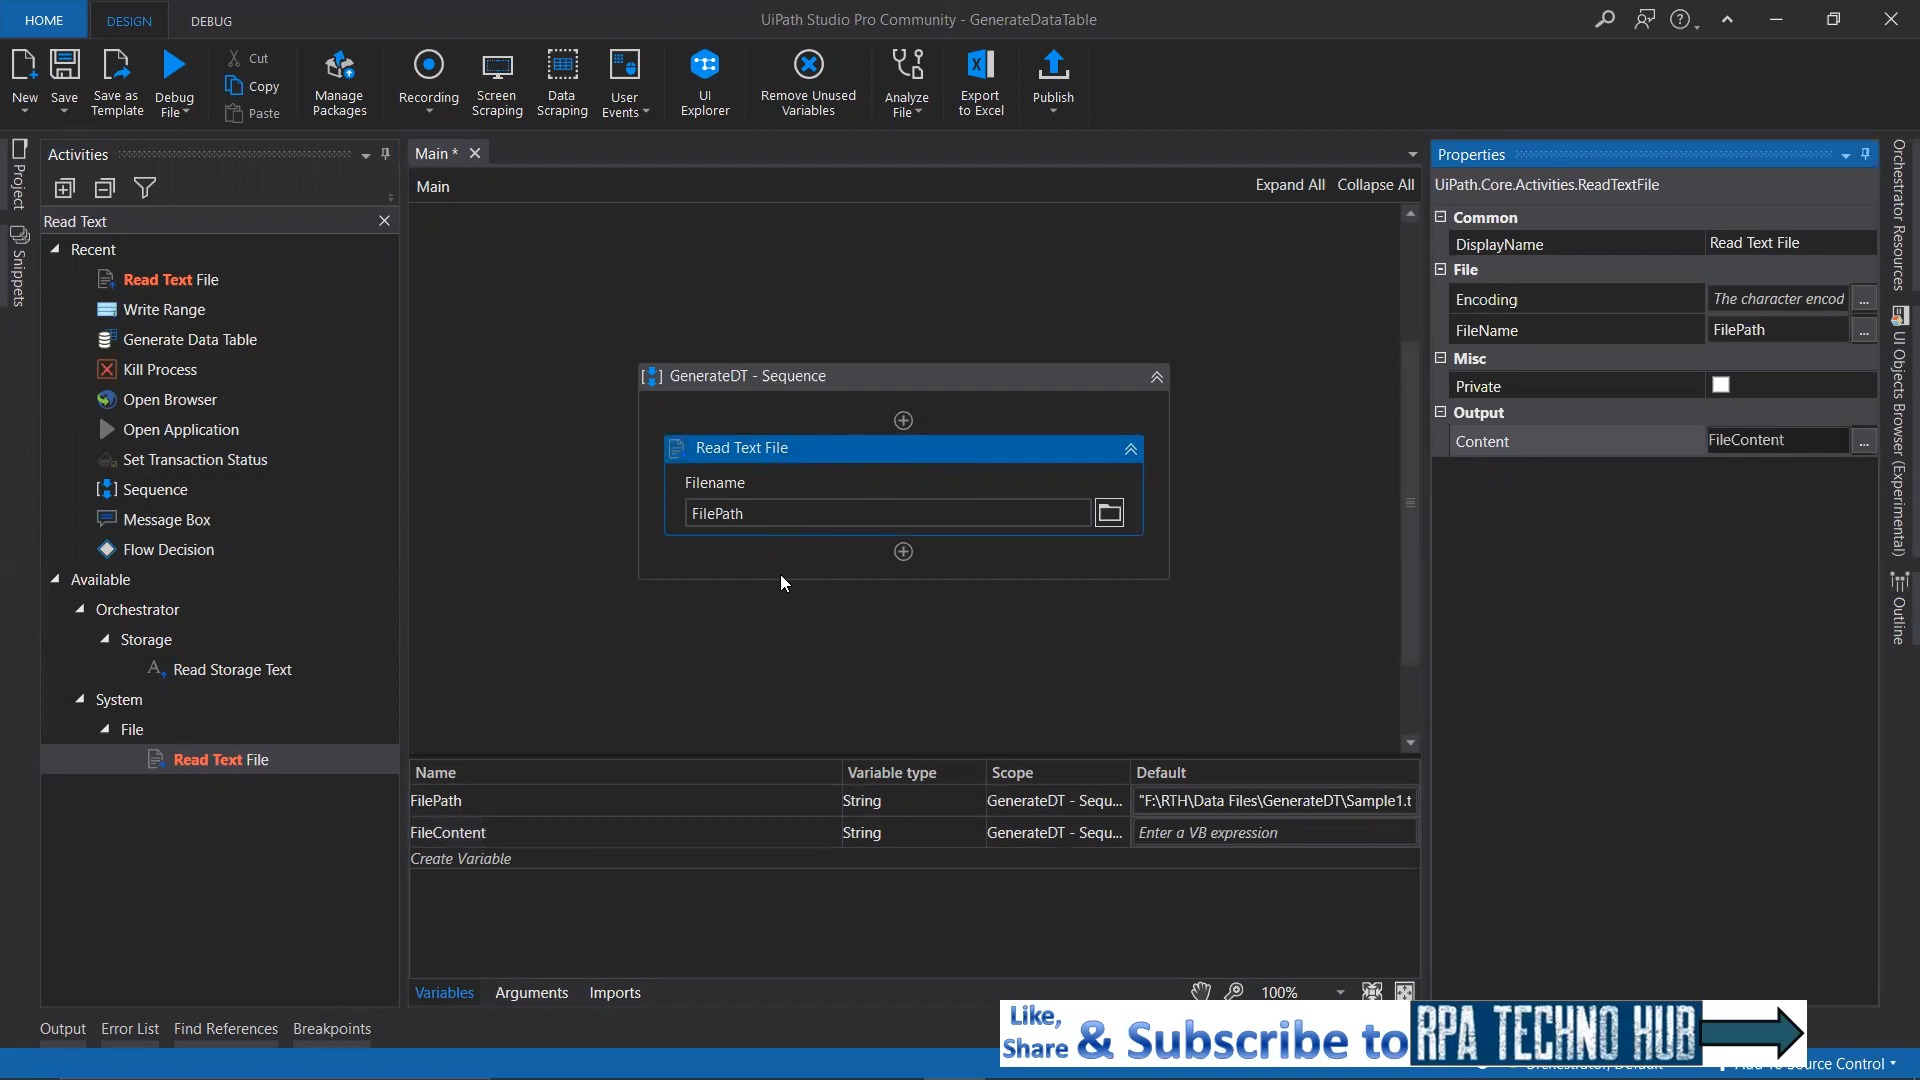 HOME
DESIGN
DEBUG
UiPath Studio Pro Community - GenerateDataTable
New
Save
Save as Template
Debug File
Cut
Copy
Paste
Manage Packages
Recording
Screen Scraping
Data Scraping
User Events
UI Explorer
Remove Unused Variables
Analyze File
Export to Excel
Publish
Project
Snippets
Activities
Read Text
Recent
Read Text File
Write Range
Generate Data Table
Kill Process
Open Browser
Open Application
Set Transaction Status
Sequence
Message Box
Flow Decision
Available
Orchestrator
Storage
Read Storage Text
System
File
Read Text File
Main *
Main
Expand All
Collapse All
GenerateDT - Sequence
Read Text File
Filename
FilePath
Name Variable type Scope Default
FilePath String GenerateDT - Sequ... "F:\RTH\Data Files\GenerateDT\Sample1.t
FileContent String GenerateDT - Sequ... Enter a VB expression
Create Variable
Variables
Arguments
Imports
100%
Properties
UiPath.Core.Activities.ReadTextFile
Common
DisplayName Read Text File
File
Encoding The character encod ...
FileName FilePath ...
Misc
Private
Output
Content FileContent ...
Orchestrator Resources
UI Objects Browser (Experimental)
Outline
Output
Error List
Find References
Breakpoints
Like,
Share & Subscribe to RPA TECHNO HUB
Source Control